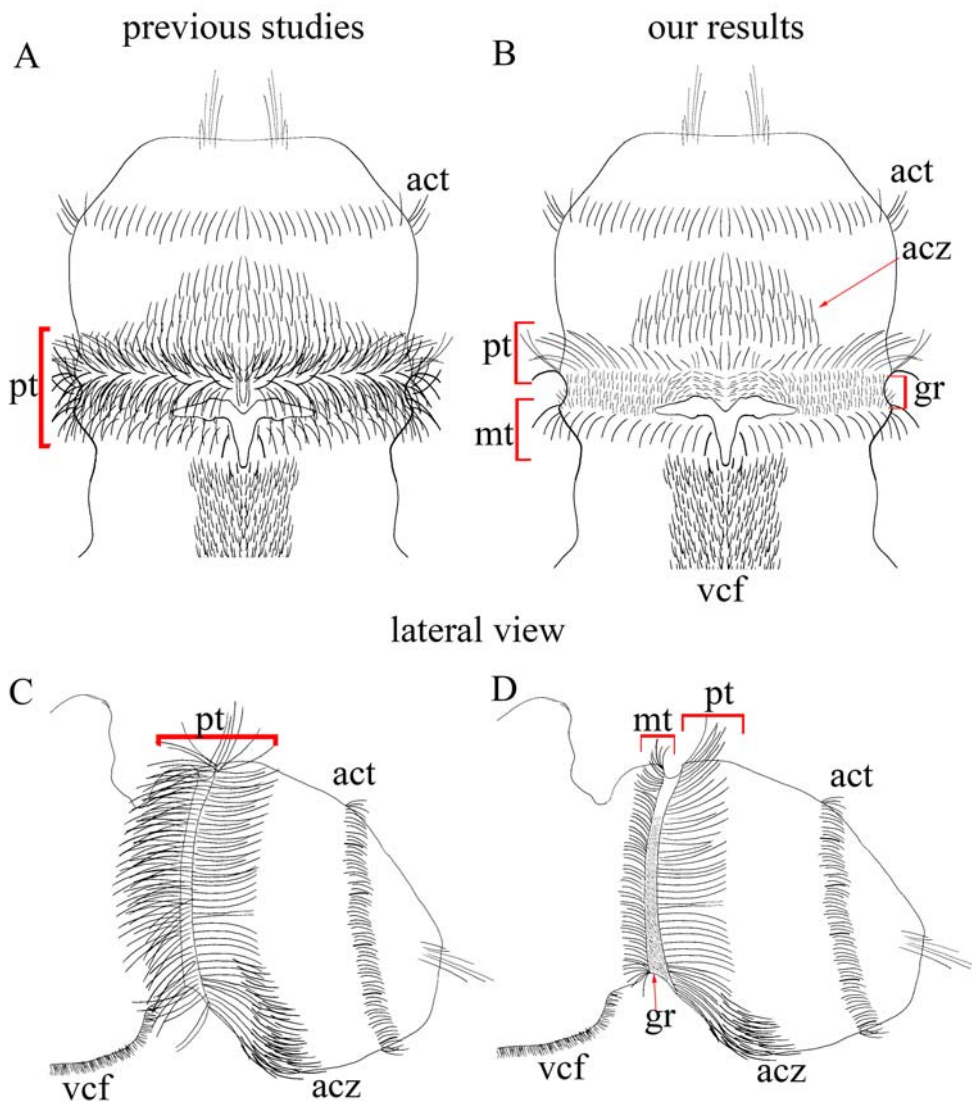 previous studies
our results
A
B
act
act
acz
pt
pt
gr
mt
vcf
lateral view
C
D
pt
mt
pt
act
act
gr
vcf
acz
vcf
acz